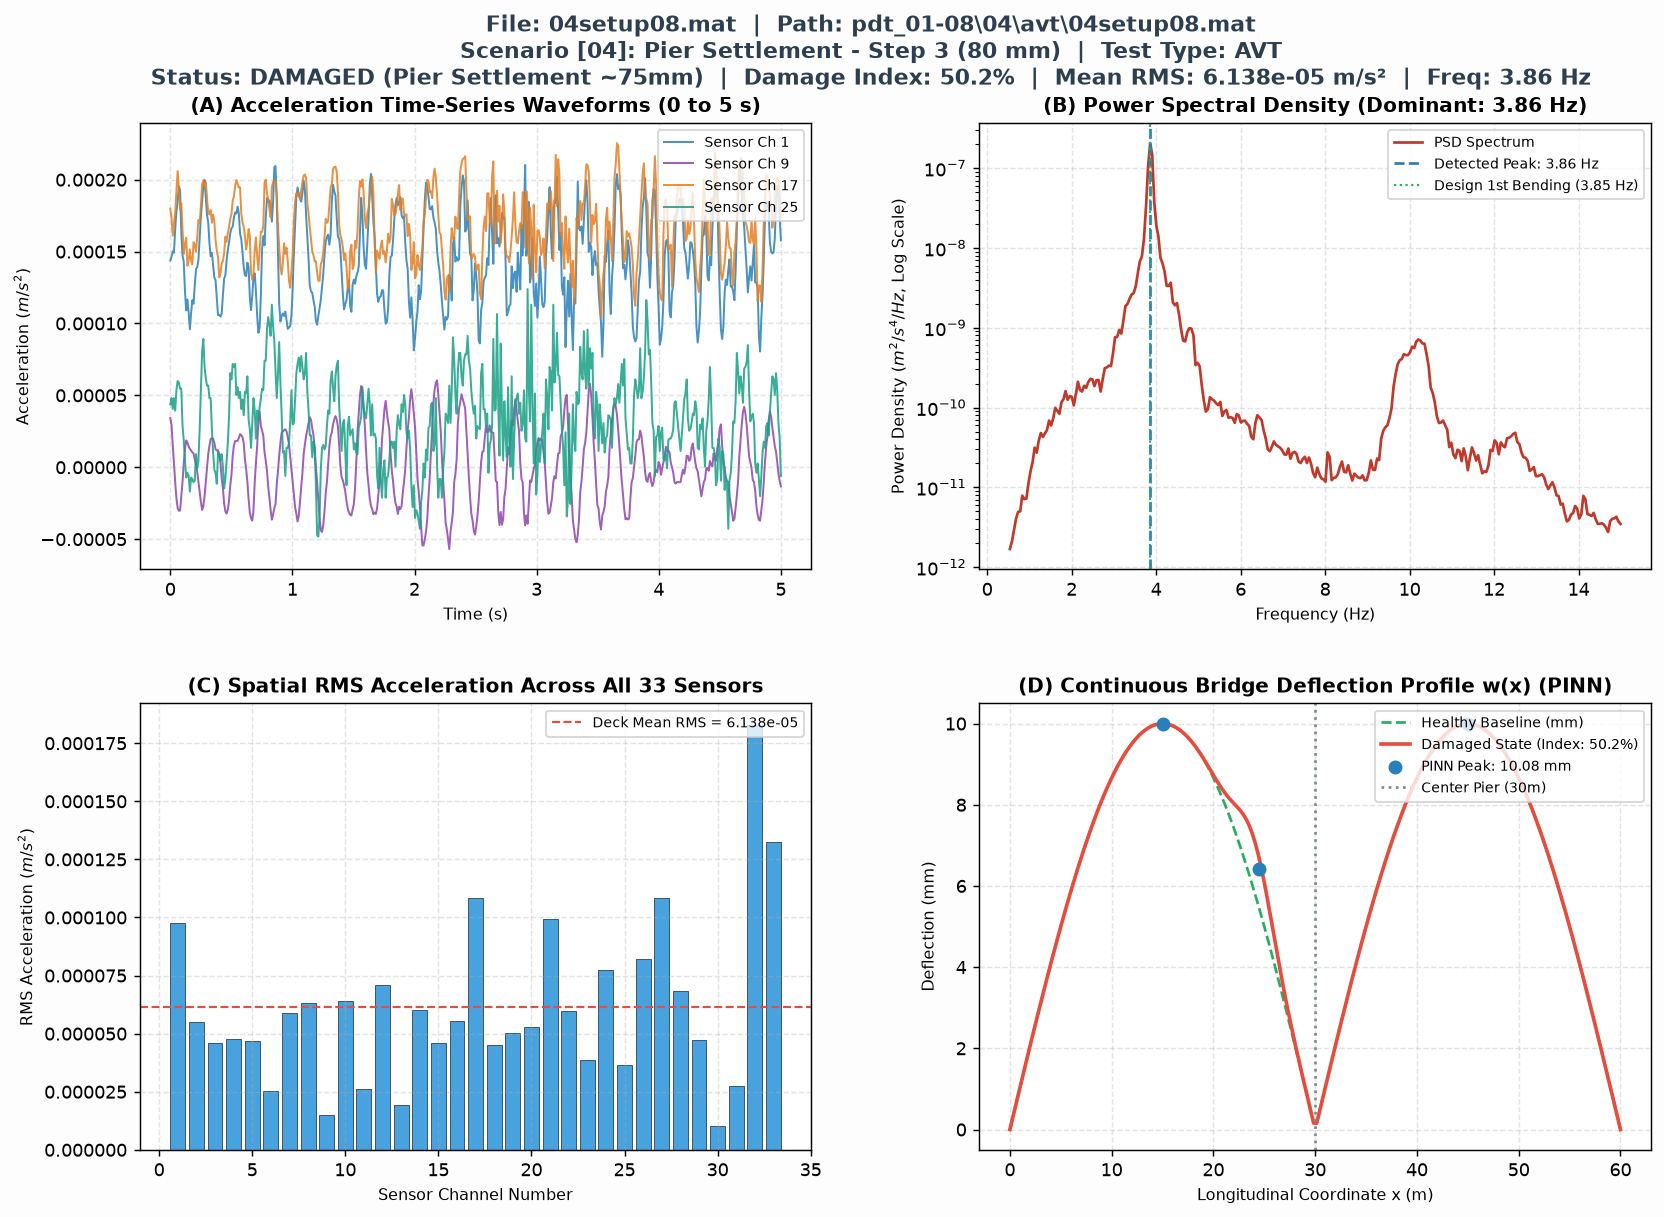 File: 04setup08.mat | Path: pdt_01-08\04\avt\04setup08.mat
Scenario [04]: Pier Settlement - Step 3 (80 mm) | Test Type: AVT
Status: DAMAGED (Pier Settlement ~75mm) | Damage Index: 50.2% | Mean RMS: 6.138e-05 m/s² | Freq: 3.86 Hz
(A) Acceleration Time-Series Waveforms (0 to 5 s)
Sensor Ch 1
Sensor Ch 9
Sensor Ch 17
Sensor Ch 25
0.00020
0.00015
0.00010
0.00005
0.00000
−0.00005
Acceleration (m/s²)
0 1 2 3 4 5
Time (s)
(B) Power Spectral Density (Dominant: 3.86 Hz)
PSD Spectrum
Detected Peak: 3.86 Hz
Design 1st Bending (3.85 Hz)
10⁻⁷
10⁻⁸
10⁻⁹
10⁻¹⁰
10⁻¹¹
10⁻¹²
Power Density (m²/s⁴/Hz, Log Scale)
0 2 4 6 8 10 12 14
Frequency (Hz)
(C) Spatial RMS Acceleration Across All 33 Sensors
Deck Mean RMS = 6.138e-05
0.000175
0.000150
0.000125
0.000100
0.000075
0.000050
0.000025
0.000000
RMS Acceleration (m/s²)
0 5 10 15 20 25 30 35
Sensor Channel Number
(D) Continuous Bridge Deflection Profile w(x) (PINN)
Healthy Baseline (mm)
Damaged State (Index: 50.2%)
PINN Peak: 10.08 mm
Center Pier (30m)
10
8
6
4
2
0
Deflection (mm)
0 10 20 30 40 50 60
Longitudinal Coordinate x (m)